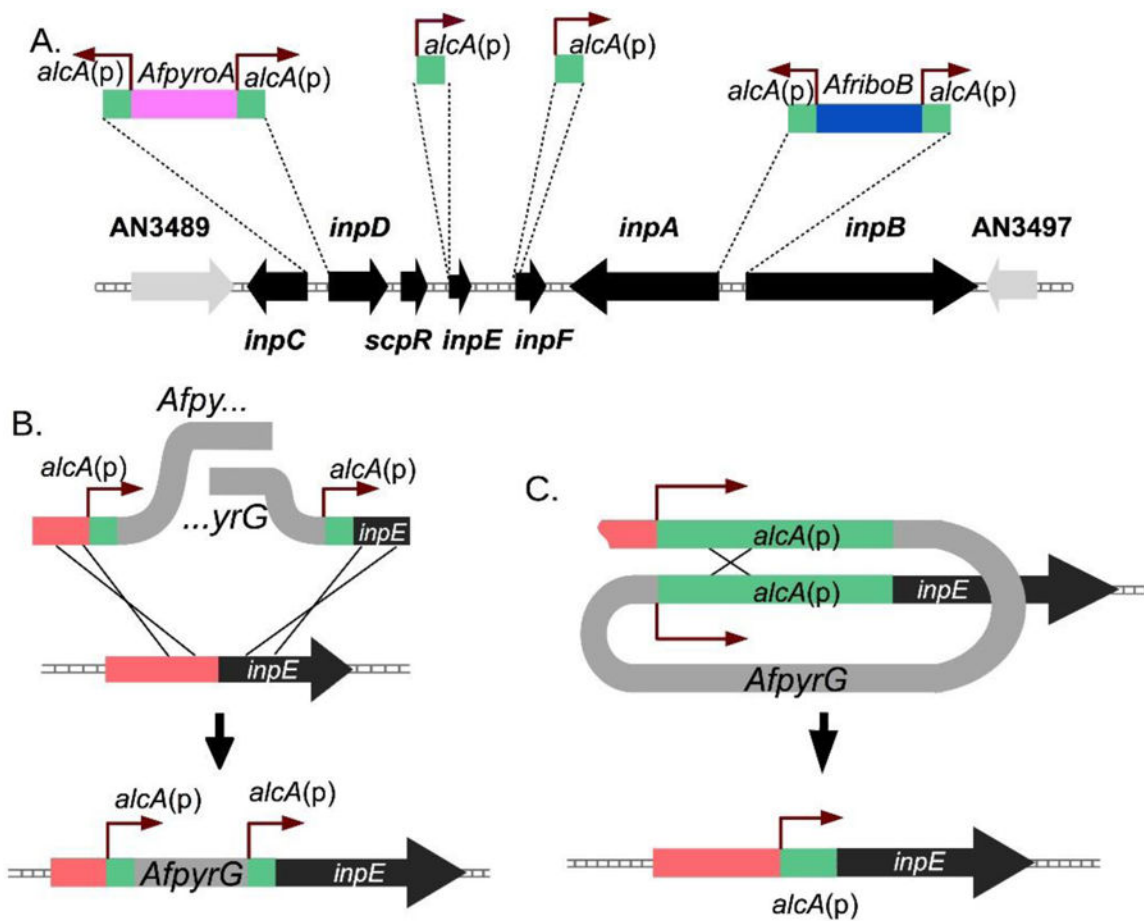 A.
alcA(p)
AfpyroA
alcA(p)
alcA(p)
alcA(p)
alcA(p)
AfriboB
alcA(p)
AN3489
inpD
inpA
inpB
AN3497
inpC
scpR
inpE
inpF
B.
Afpy...
alcA(p)
...yrG
alcA(p)
inpE
inpE
alcA(p)
alcA(p)
AfpyrG
inpE
C.
alcA(p)
alcA(p)
inpE
AfpyrG
inpE
alcA(p)